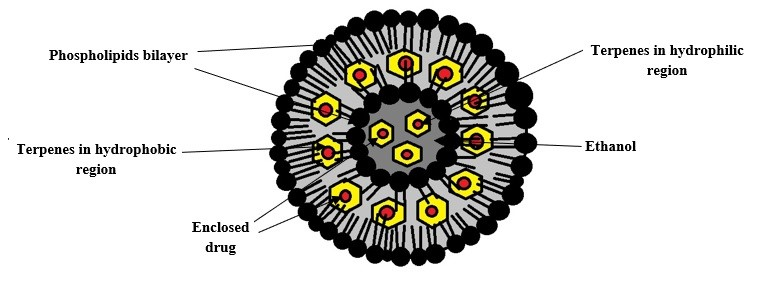 Phospholipids bilayer
Terpenes in hydrophilic
region
Terpenes in hydrophobic
region
Ethanol
Enclosed
drug